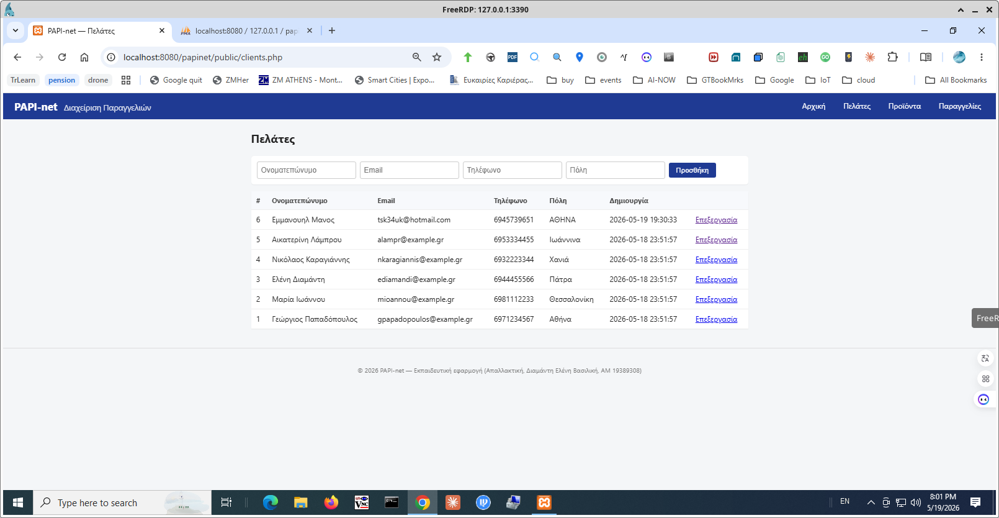 FreeRDP: 127.0.0.1:3390
PAPI-net — Πελάτες
localhost:8080 / 127.0.0.1 / pap
localhost:8080/papinet/public/clients.php
TrLearn pension drone Google quit ZMHer ZM ATHENS - Mont... Smart Cities | Expo... Ευκαιρίες Καριέρας... buy events AI-NOW GTBookMrks Google IoT cloud All Bookmarks
PAPI-net Διαχείριση Παραγγελιών Αρχική Πελάτες Προϊόντα Παραγγελίες
Πελάτες
Ονοματεπώνυμο Email Τηλέφωνο Πόλη Προσθήκη
# Ονοματεπώνυμο Email Τηλέφωνο Πόλη Δημιουργία
6 Εμμανουηλ Μανος tsk34uk@hotmail.com 6945739651 ΑΘΗΝΑ 2026-05-19 19:30:33 Επεξεργασία
5 Αικατερίνη Λάμπρου alampr@example.gr 6953334455 Ιωάννινα 2026-05-18 23:51:57 Επεξεργασία
4 Νικόλαος Καραγιάννης nkaragiannis@example.gr 6932223344 Χανιά 2026-05-18 23:51:57 Επεξεργασία
3 Ελένη Διαμάντη ediamandi@example.gr 6944455566 Πάτρα 2026-05-18 23:51:57 Επεξεργασία
2 Μαρία Ιωάννου mioannou@example.gr 6981112233 Θεσσαλονίκη 2026-05-18 23:51:57 Επεξεργασία
1 Γεώργιος Παπαδόπουλος gpapadopoulos@example.gr 6971234567 Αθήνα 2026-05-18 23:51:57 Επεξεργασία
FreeR
© 2026 PAPI-net — Εκπαιδευτική εφαρμογή (Απαλλακτική, Διαμάντη Ελένη Βασιλική, ΑΜ 19389308)
Type here to search
EN
8:01 PM
5/19/2026